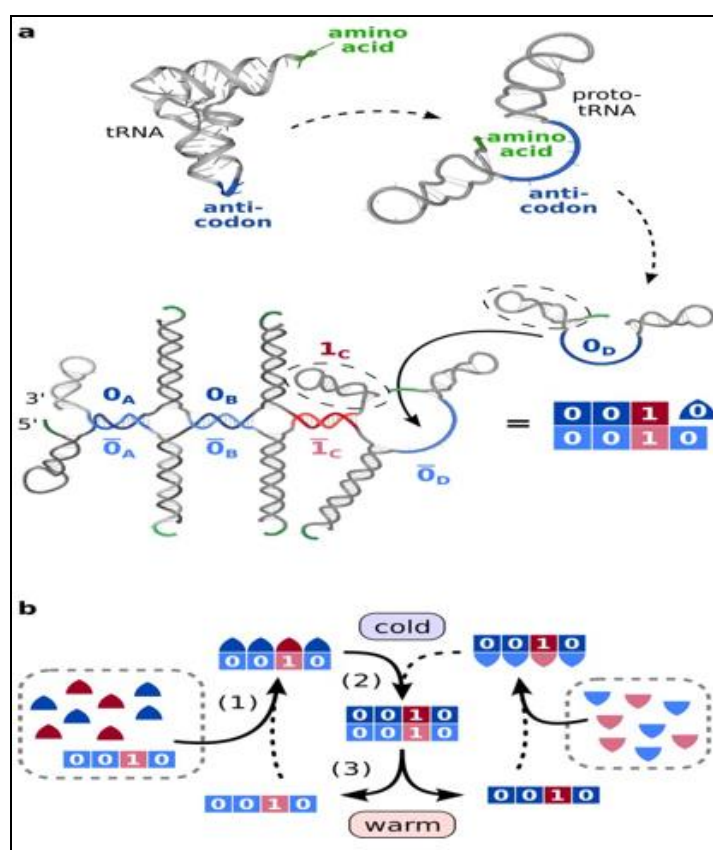 a
amino
acid
tRNA
anti-
codon
proto-
tRNA
amino
acid
anti-
codon
0D
1C
3'
0A
0B
5'
0̅A
0̅B
1̅C
0̅D
=
0 0 1 0
0 0 1 0
b
cold
0 0 1 0
0 0 1 0
(1)
(2)
0 0 1 0
0 0 1 0
0 0 1 0
(3)
0 0 1 0
0 0 1 0
warm